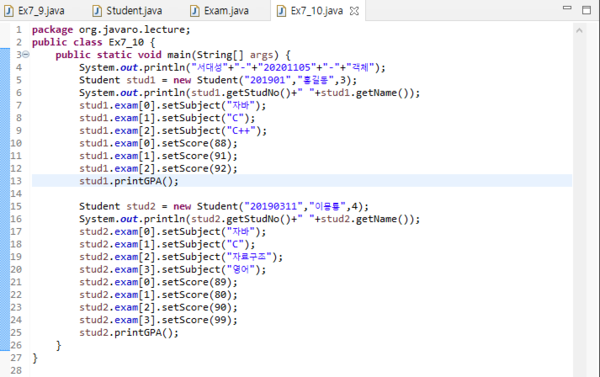 Ex7_9.java Student.java Exam.java Ex7_10.java
1 package org.javaro.lecture;
2 public class Ex7_10 {
3 public static void main(String[] args) {
4 System.out.println("서대성"+"-"+"20201105"+"-"+"객체");
5 Student stud1 = new Student("201901","홍길동",3);
6 System.out.println(stud1.getStudNo()+" "+stud1.getName());
7 stud1.exam[0].setSubject("자바");
8 stud1.exam[1].setSubject("C");
9 stud1.exam[2].setSubject("C++");
10 stud1.exam[0].setScore(88);
11 stud1.exam[1].setScore(91);
12 stud1.exam[2].setScore(92);
13 stud1.printGPA();
14
15 Student stud2 = new Student("20190311","이몽룡",4);
16 System.out.println(stud2.getStudNo()+" "+stud2.getName());
17 stud2.exam[0].setSubject("자바");
18 stud2.exam[1].setSubject("C");
19 stud2.exam[2].setSubject("자료구조");
20 stud2.exam[3].setSubject("영어");
21 stud2.exam[0].setScore(89);
22 stud2.exam[1].setScore(80);
23 stud2.exam[2].setScore(90);
24 stud2.exam[3].setScore(99);
25 stud2.printGPA();
26 }
27 }
28